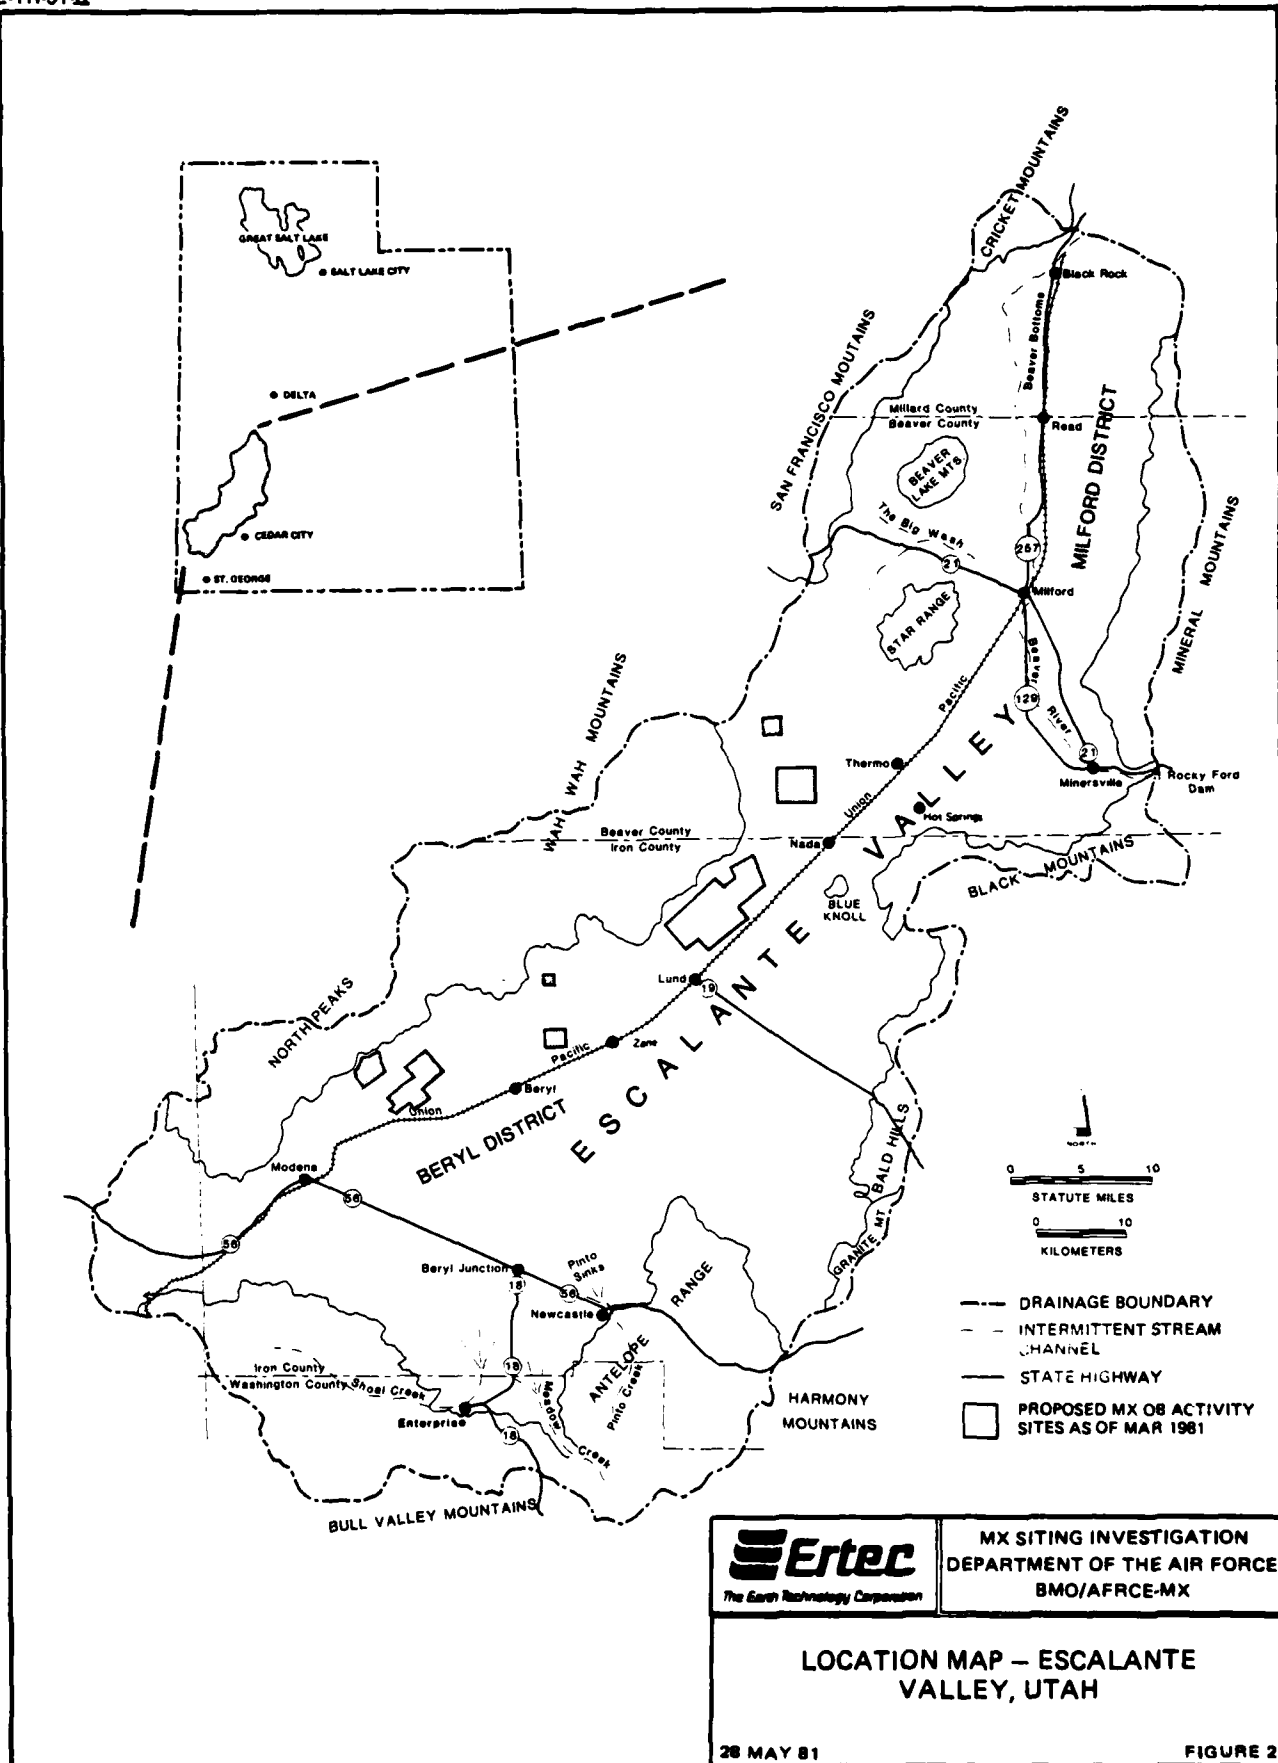 GREAT SALT LAKE
SALT LAKE CITY
DELTA
CEDAR CITY
ST. GEORGE
CRICKET MOUNTAINS
Black Rock
Beaver Bottoms
SAN FRANCISCO MOUTAINS
Millard County
Beaver County
Read
MILFORD DISTRICT
BEAVER
LAKE MTS.
The Big Wash
257
21
Milford
STAR RANGE
MINERAL MOUNTAINS
Beaver River
129
21
Minersville
Rocky Ford
Dam
WAH WAH MOUNTAINS
Union Pacific
Thermo
Hot Springs
Beaver County
Iron County
Nada
BLACK MOUNTAINS
BLUE
KNOLL
ESCALANTE VALLEY
Lund
19
NORTH PEAKS
Zane
Union Pacific
Beryl
BERYL DISTRICT
BALD HILLS
GRANITE MT
Modena
56
56
Beryl Junction
18
Pinto
Sinks
56
Newcastle
ANTELOPE RANGE
Pinto Creek
Iron County
Washington County
Shoal Creek
18
Meadow Creek
Enterprise
18
HARMONY
MOUNTAINS
BULL VALLEY MOUNTAINS
NORTH
0 5 10
STATUTE MILES
0 10
KILOMETERS
DRAINAGE BOUNDARY
INTERMITTENT STREAM
CHANNEL
STATE HIGHWAY
PROPOSED MX OB ACTIVITY
SITES AS OF MAR 1981
Ertec
The Earth Technology Corporation
MX SITING INVESTIGATION
DEPARTMENT OF THE AIR FORCE
BMO/AFRCE-MX
LOCATION MAP – ESCALANTE
VALLEY, UTAH
28 MAY 81
FIGURE 2